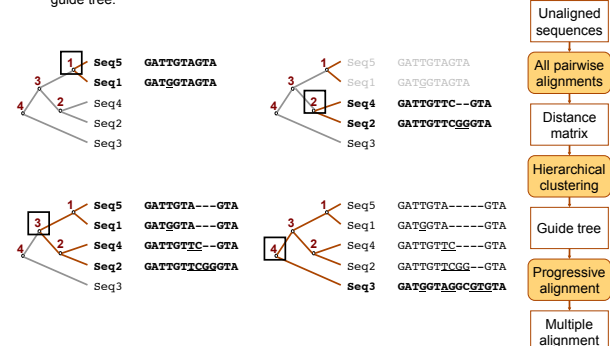 guide tree.
1 Seq5 GATTGTAGTA
Seq1 GATGGTAGTA
3
2 Seq4
4
Seq2
Seq3
1 Seq5 GATTGTAGTA
Seq1 GATGGTAGTA
3
2 Seq4 GATTGTTC--GTA
4
Seq2 GATTGTTCGGGTA
Seq3
1 Seq5 GATTGTA---GTA
Seq1 GATGGTA---GTA
3
2 Seq4 GATTGTTC--GTA
4
Seq2 GATTGTTCGGGTA
Seq3
1 Seq5 GATTGTA-----GTA
Seq1 GATGGTA-----GTA
3
2 Seq4 GATTGTTC----GTA
4
Seq2 GATTGTTCGG--GTA
Seq3 GATGGTAGGCGTGTA
Unaligned
sequences
All pairwise
alignments
Distance
matrix
Hierarchical
clustering
Guide tree
Progressive
alignment
Multiple
alignment